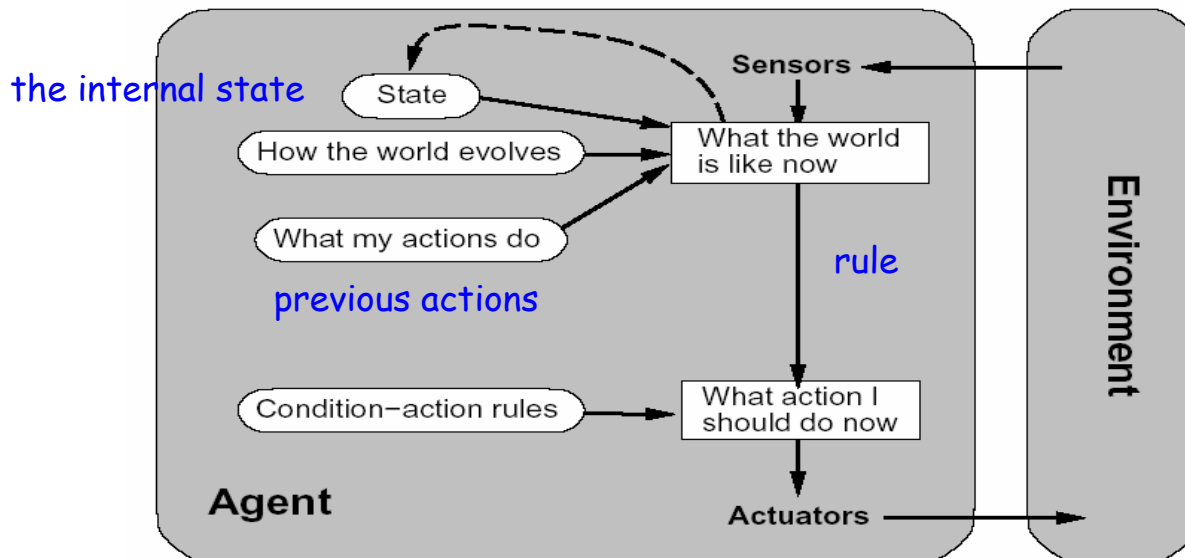 Sensors
the internal state
State
What the world
is like now
How the world evolves
What my actions do
rule
previous actions
Environment
What action I
should do now
Condition–action rules
Agent
Actuators